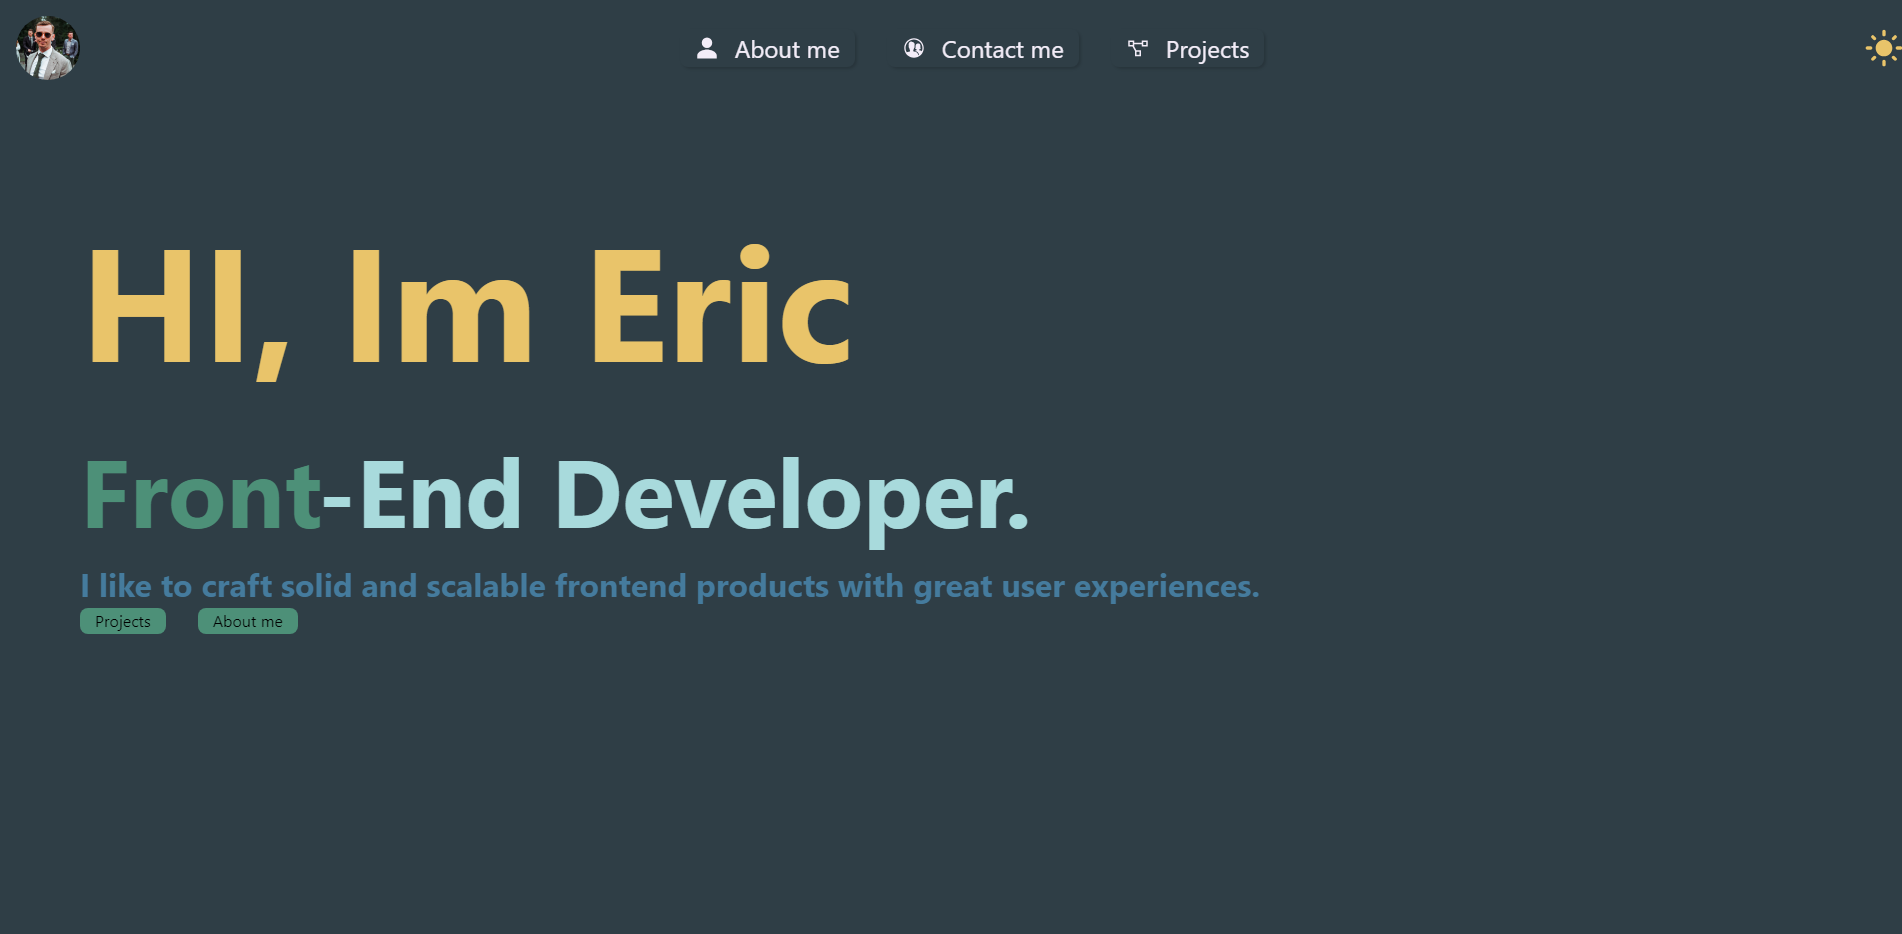 About me Contact me Projects
HI, Im Eric
Front-End Developer.
I like to craft solid and scalable frontend products with great user experiences.
Projects About me